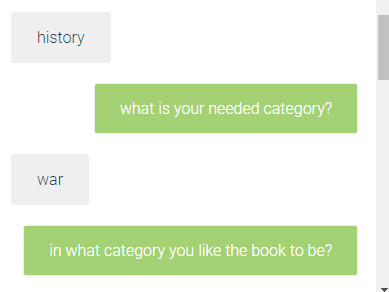 history
what is your needed category?
war
in what category you like the book to be?